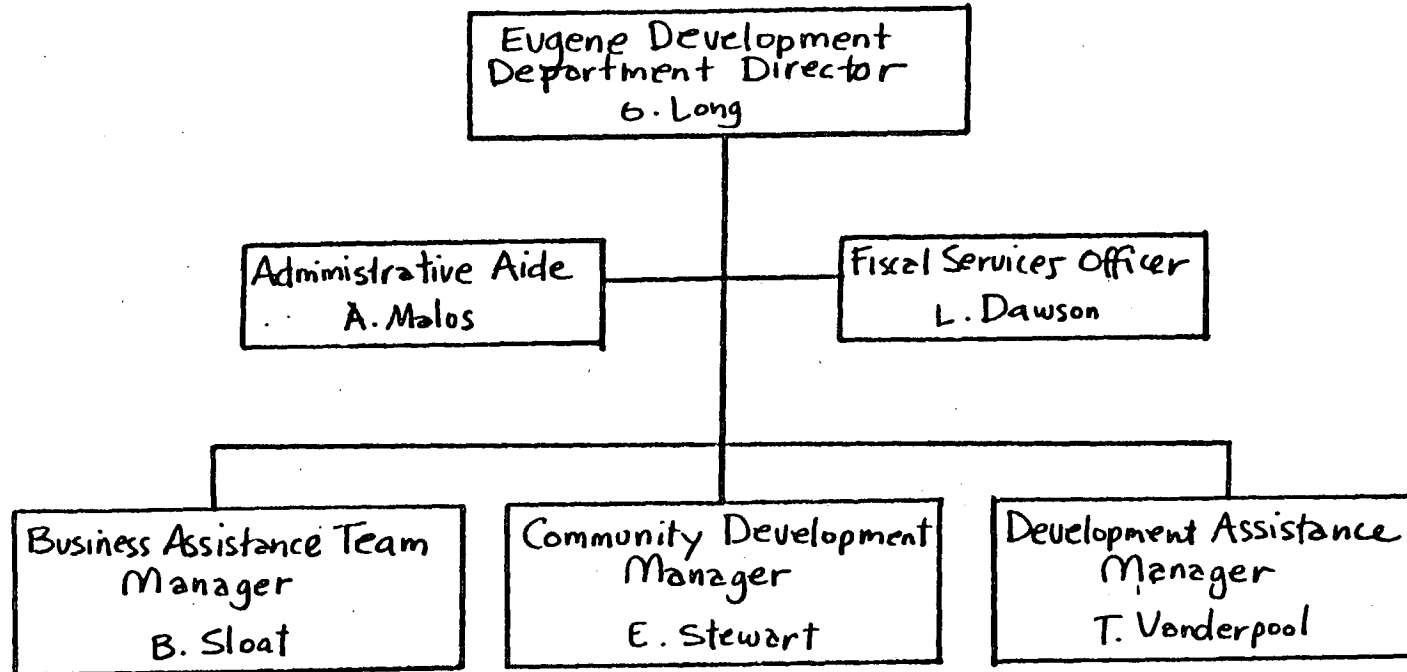 Eugene Development
Department Director
G. Long
Administrative Aide
A. Malos
Fiscal Services Officer
L. Dawson
Business Assistance Team
Manager
B. Sloat
Community Development
Manager
E. Stewart
Development Assistance
Manager
T. Vanderpool